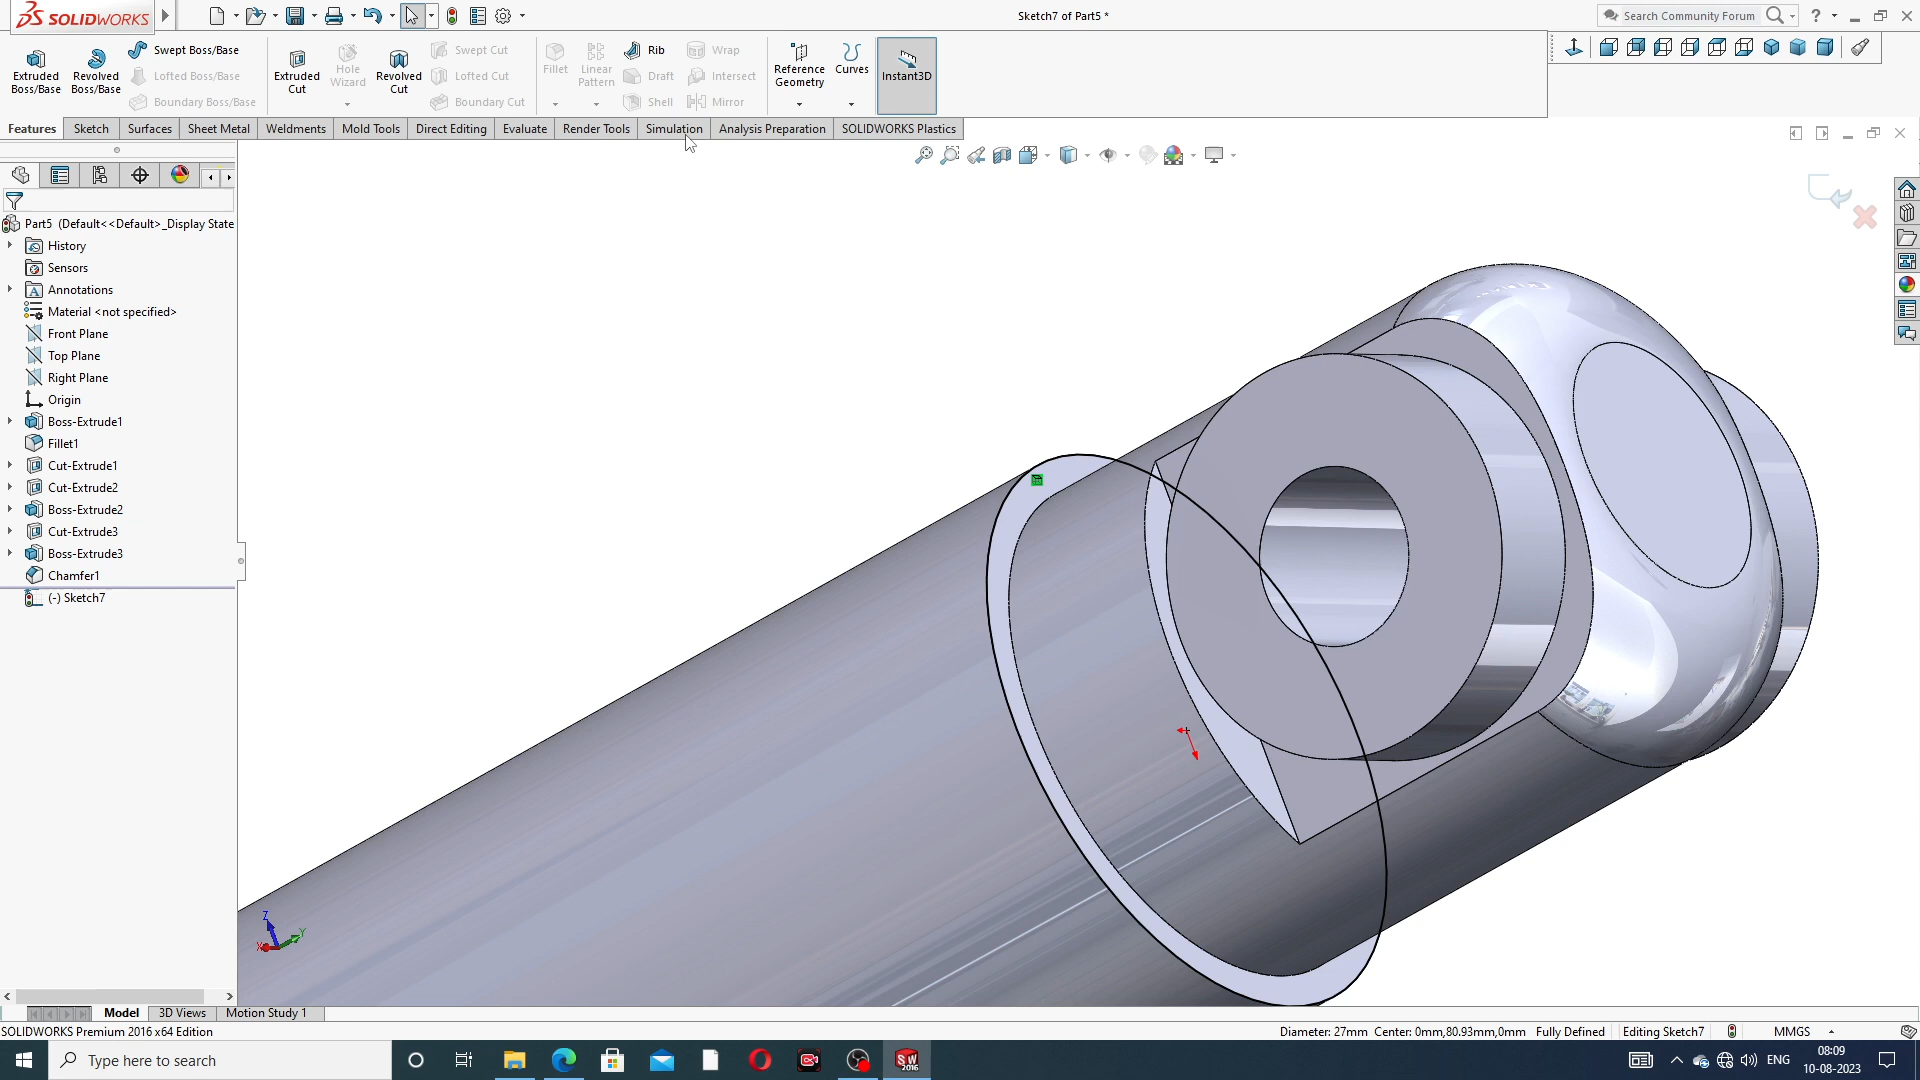 SOLIDWORKS
Sketch7 of Part5 *
Search Community Forum
?
Extruded Boss/Base
Revolved Boss/Base
Swept Boss/Base
Lofted Boss/Base
Boundary Boss/Base
Extruded Cut
Hole Wizard
Revolved Cut
Swept Cut
Lofted Cut
Boundary Cut
Fillet
Linear Pattern
Rib
Draft
Shell
Wrap
Intersect
Mirror
Reference Geometry
Curves
Instant3D
Features
Sketch
Surfaces
Sheet Metal
Weldments
Mold Tools
Direct Editing
Evaluate
Render Tools
Simulation
Analysis Preparation
SOLIDWORKS Plastics
Part5 (Default<<Default>_Display State
History
Sensors
Annotations
Material <not specified>
Front Plane
Top Plane
Right Plane
Origin
Boss-Extrude1
Fillet1
Cut-Extrude1
Cut-Extrude2
Boss-Extrude2
Cut-Extrude3
Boss-Extrude3
Chamfer1
(-) Sketch7
Z
X
Y
Model
3D Views
Motion Study 1
SOLIDWORKS Premium 2016 x64 Edition
Diameter: 27mm Center: 0mm,80.93mm,0mm
Fully Defined
Editing Sketch7
MMGS
Type here to search
SW
2016
ENG
08:09
10-08-2023